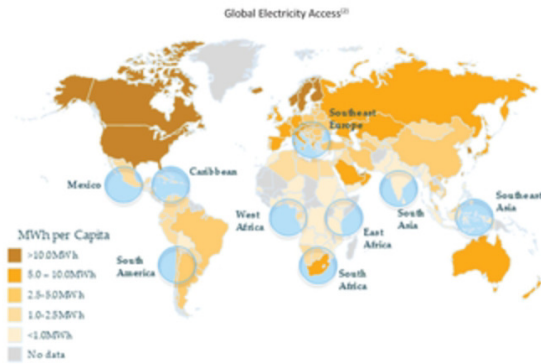 Global Electricity Access(2)
Southeast
Europe
Mexico
Caribbean
West
Africa
East
Africa
South
Asia
Southeast
Asia
South
America
South
Africa
MWh per Capita
>10.0MWh
5.0 – 10.0MWh
2.5-5.0MWh
1.0-2.5MWh
<1.0MWh
No data